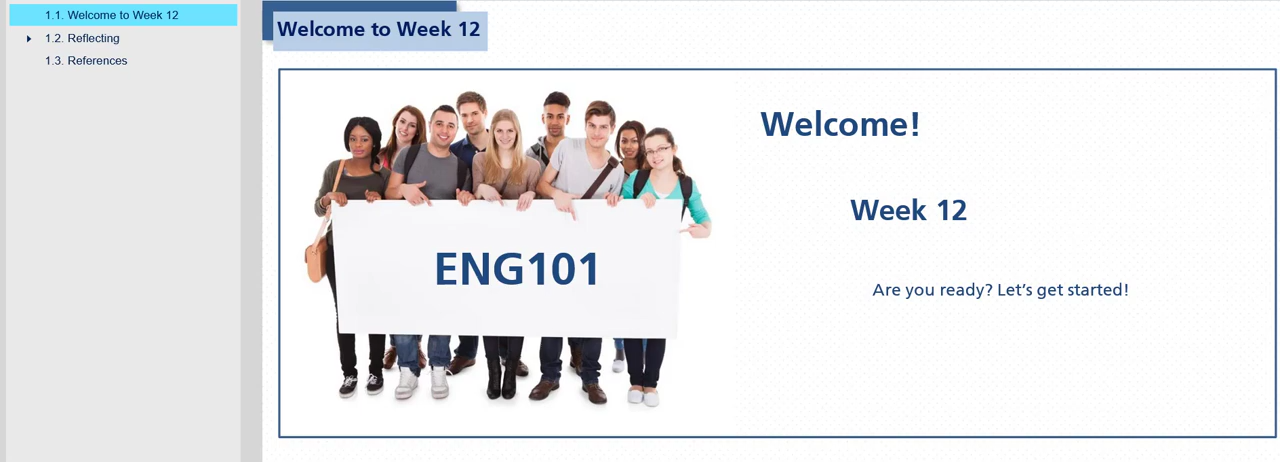 1.1. Welcome to Week 12
1.2. Reflecting
1.3. References
Welcome to Week 12
ENG101
Welcome!
Week 12
Are you ready? Let’s get started!